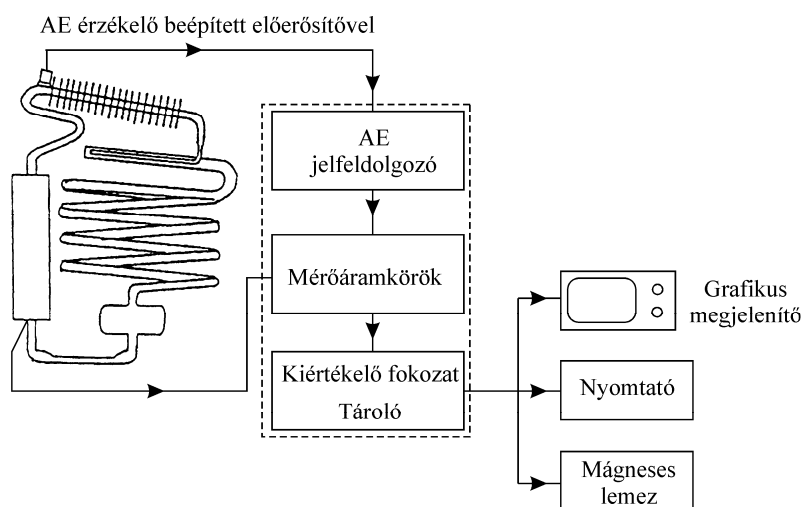 AE érzékelő beépített előerősítővel
AE
jelfeldolgozó
Mérőáramkörök
Kiértékelő fokozat
Tároló
Grafikus
megjelenítő
Nyomtató
Mágneses
lemez